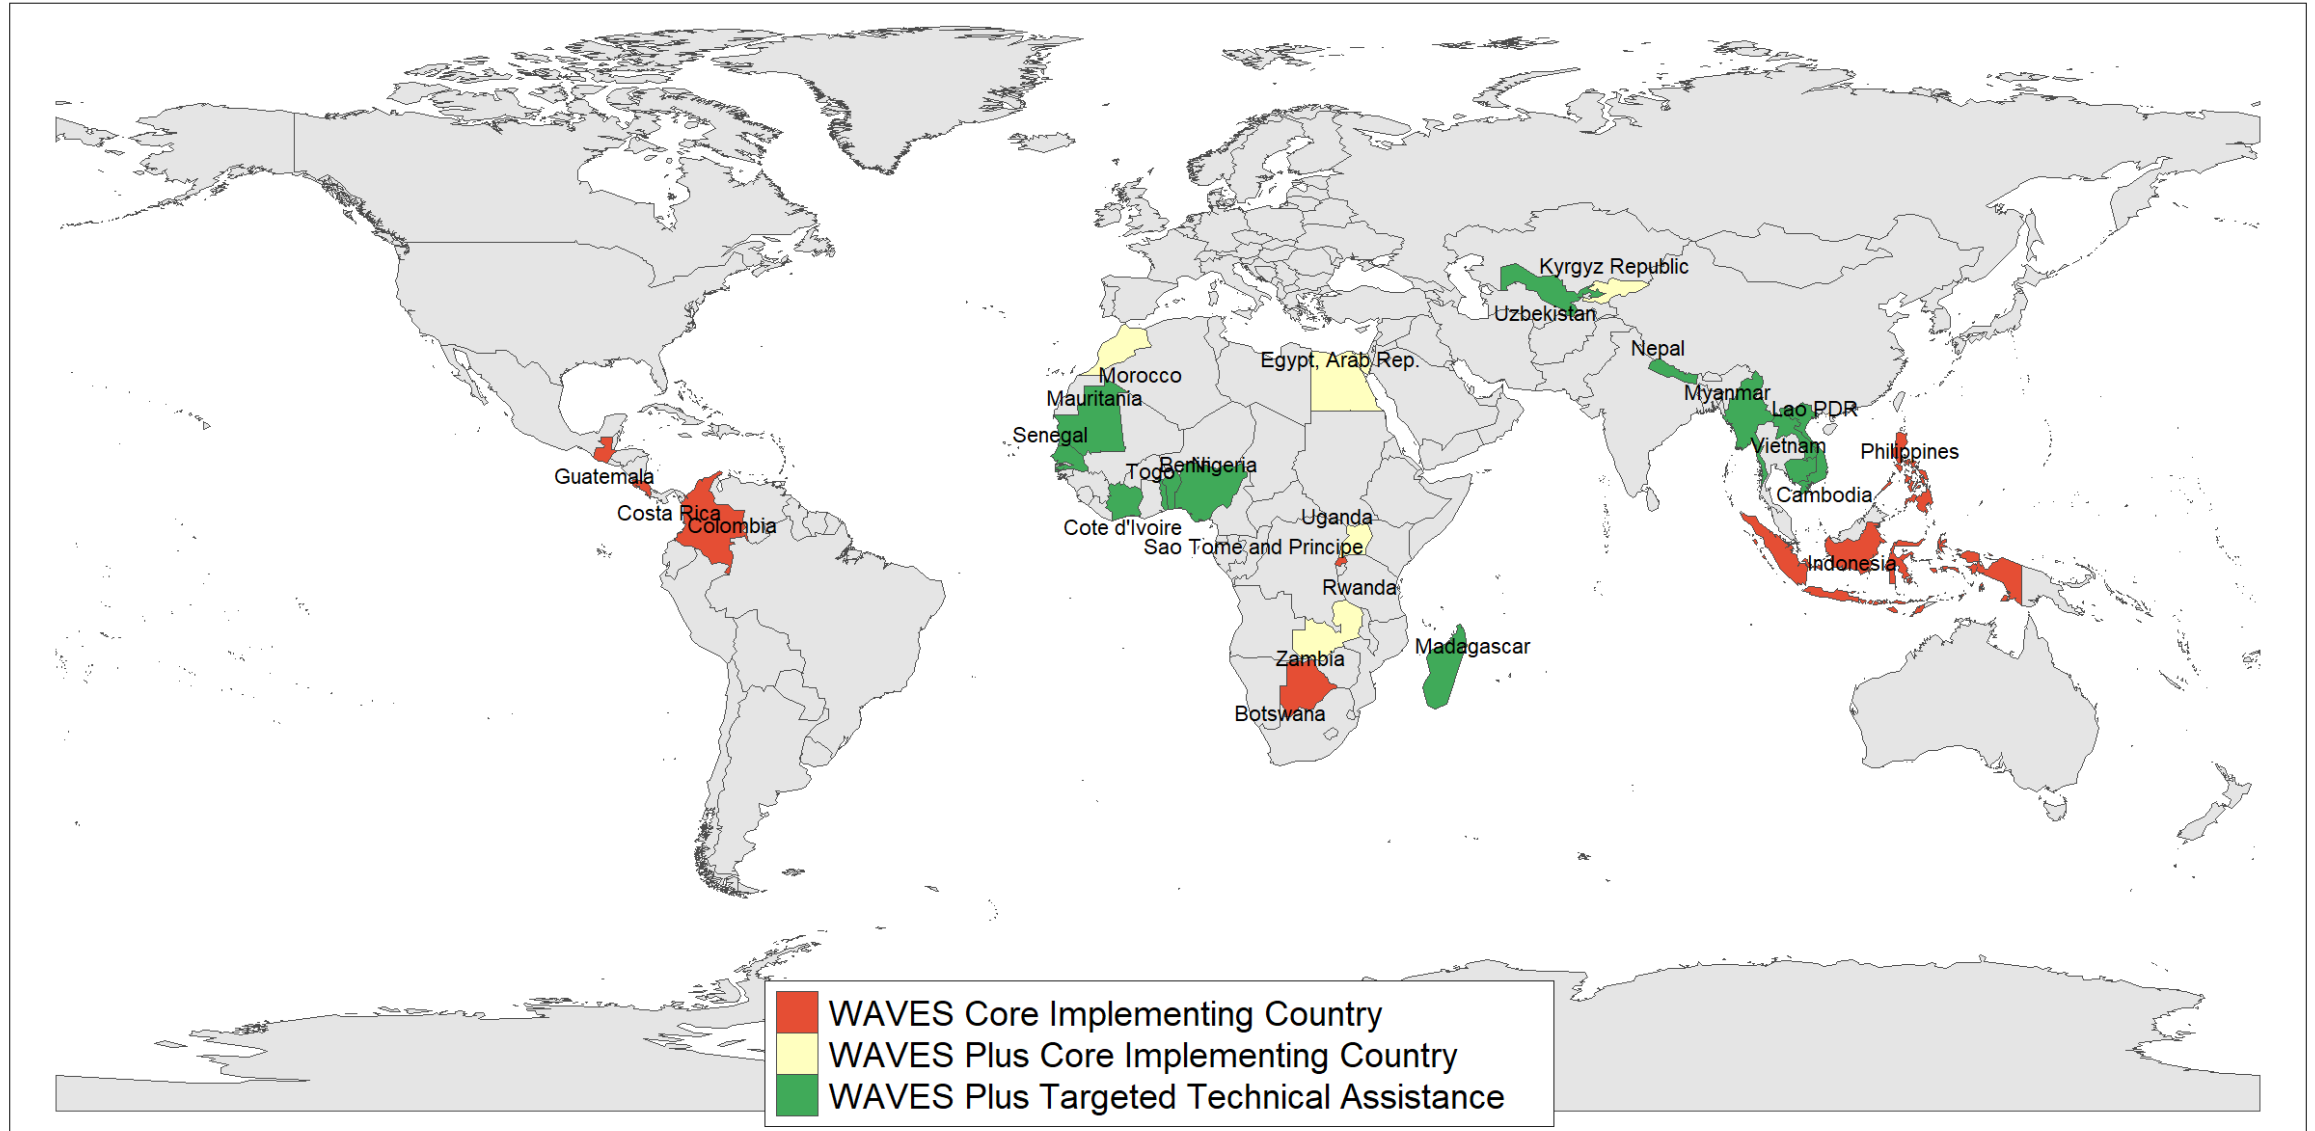 Kyrgyz Republic
Uzbekistan
Nepal
Egypt, Arab Rep.
Morocco
Mauritania
Myanmar
Lao PDR
Senegal
Vietnam
Philippines
Togo
Benin
Nigeria
Guatemala
Cambodia
Costa Rica
Colombia
Cote d'Ivoire
Uganda
Sao Tome and Principe
Indonesia
Rwanda
Madagascar
Zambia
Botswana
WAVES Core Implementing Country
WAVES Plus Core Implementing Country
WAVES Plus Targeted Technical Assistance